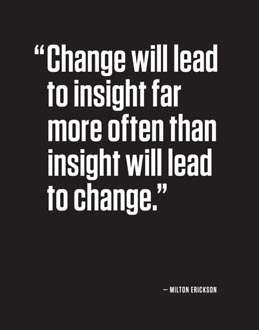 “Change will lead
to insight far
more often than
insight will lead
to change.”
– MILTON ERICKSON